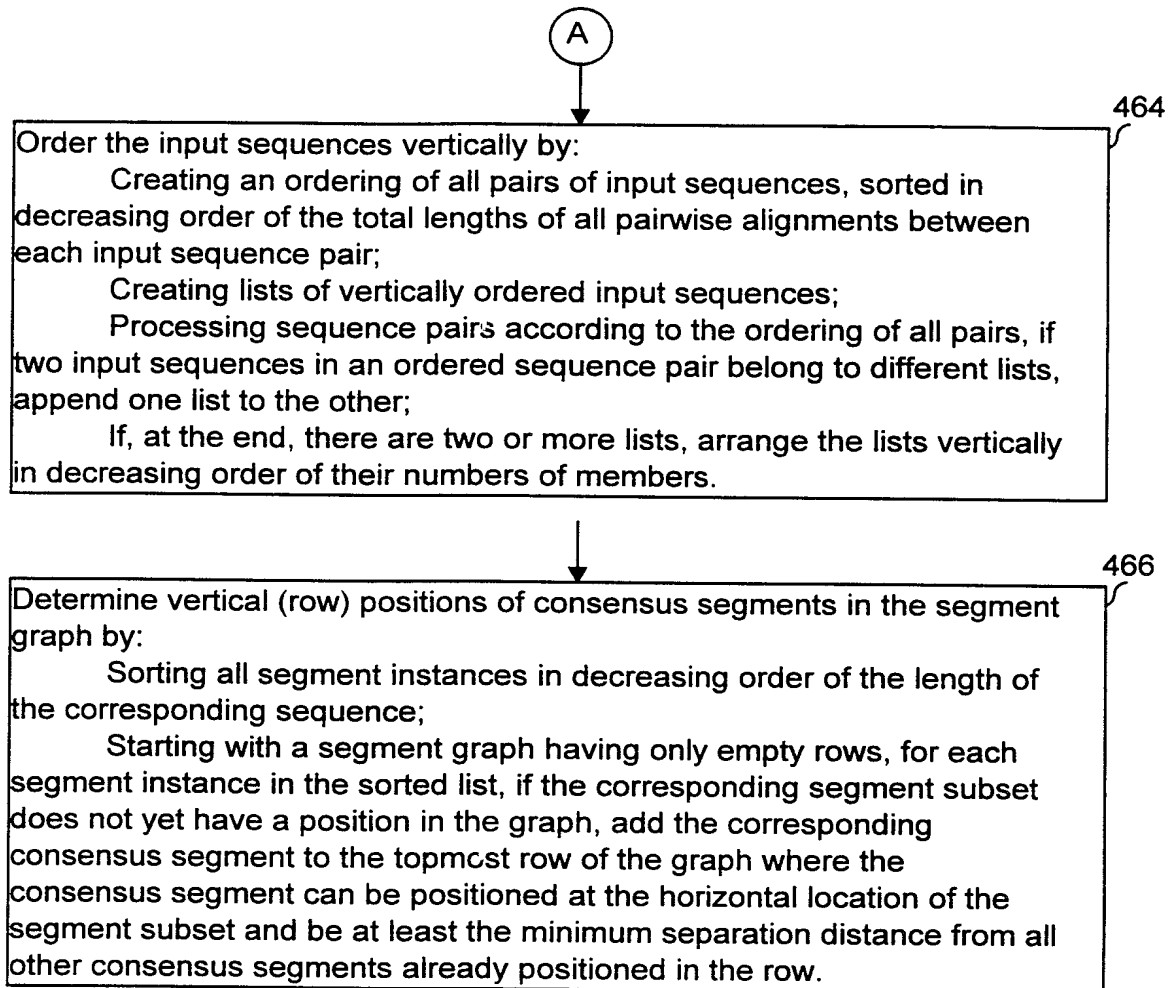 A
464
Order the input sequences vertically by:
Creating an ordering of all pairs of input sequences, sorted in
decreasing order of the total lengths of all pairwise alignments between
each input sequence pair;
Creating lists of vertically ordered input sequences;
Processing sequence pairs according to the ordering of all pairs, if
two input sequences in an ordered sequence pair belong to different lists,
append one list to the other;
If, at the end, there are two or more lists, arrange the lists vertically
in decreasing order of their numbers of members.
466
Determine vertical (row) positions of consensus segments in the segment
graph by:
Sorting all segment instances in decreasing order of the length of
the corresponding sequence;
Starting with a segment graph having only empty rows, for each
segment instance in the sorted list, if the corresponding segment subset
does not yet have a position in the graph, add the corresponding
consensus segment to the topmost row of the graph where the
consensus segment can be positioned at the horizontal location of the
segment subset and be at least the minimum separation distance from all
other consensus segments already positioned in the row.